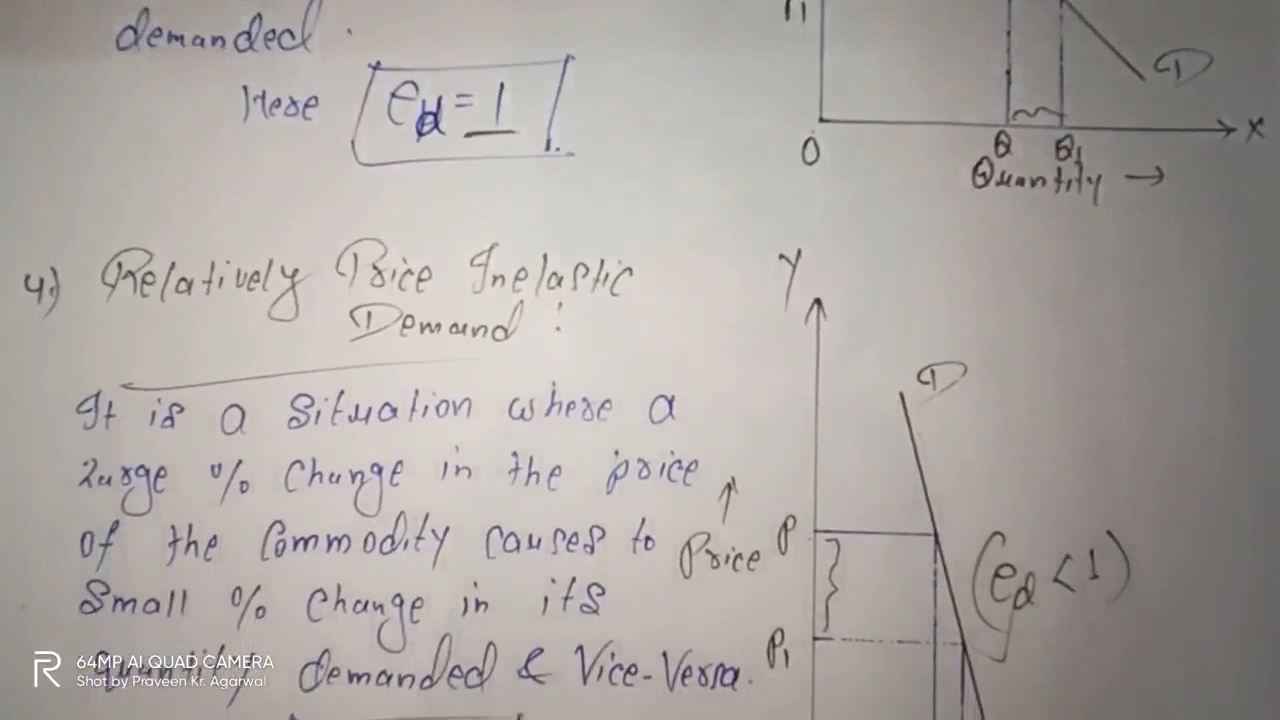 demanded.
Here ed = 1
P1
D
O
Q Q1
X
Quantity →
4.) Relatively Price Inelastic
Demand :
It is a situation where a
Large % change in the price
of the Commodity causes to
Small % change in its
Quantity demanded & Vice-Versa.
Y
D
↑
Price
P
(ed < 1)
P1
64MP AI QUAD CAMERA
Shot by Praveen Kr. Agarwal